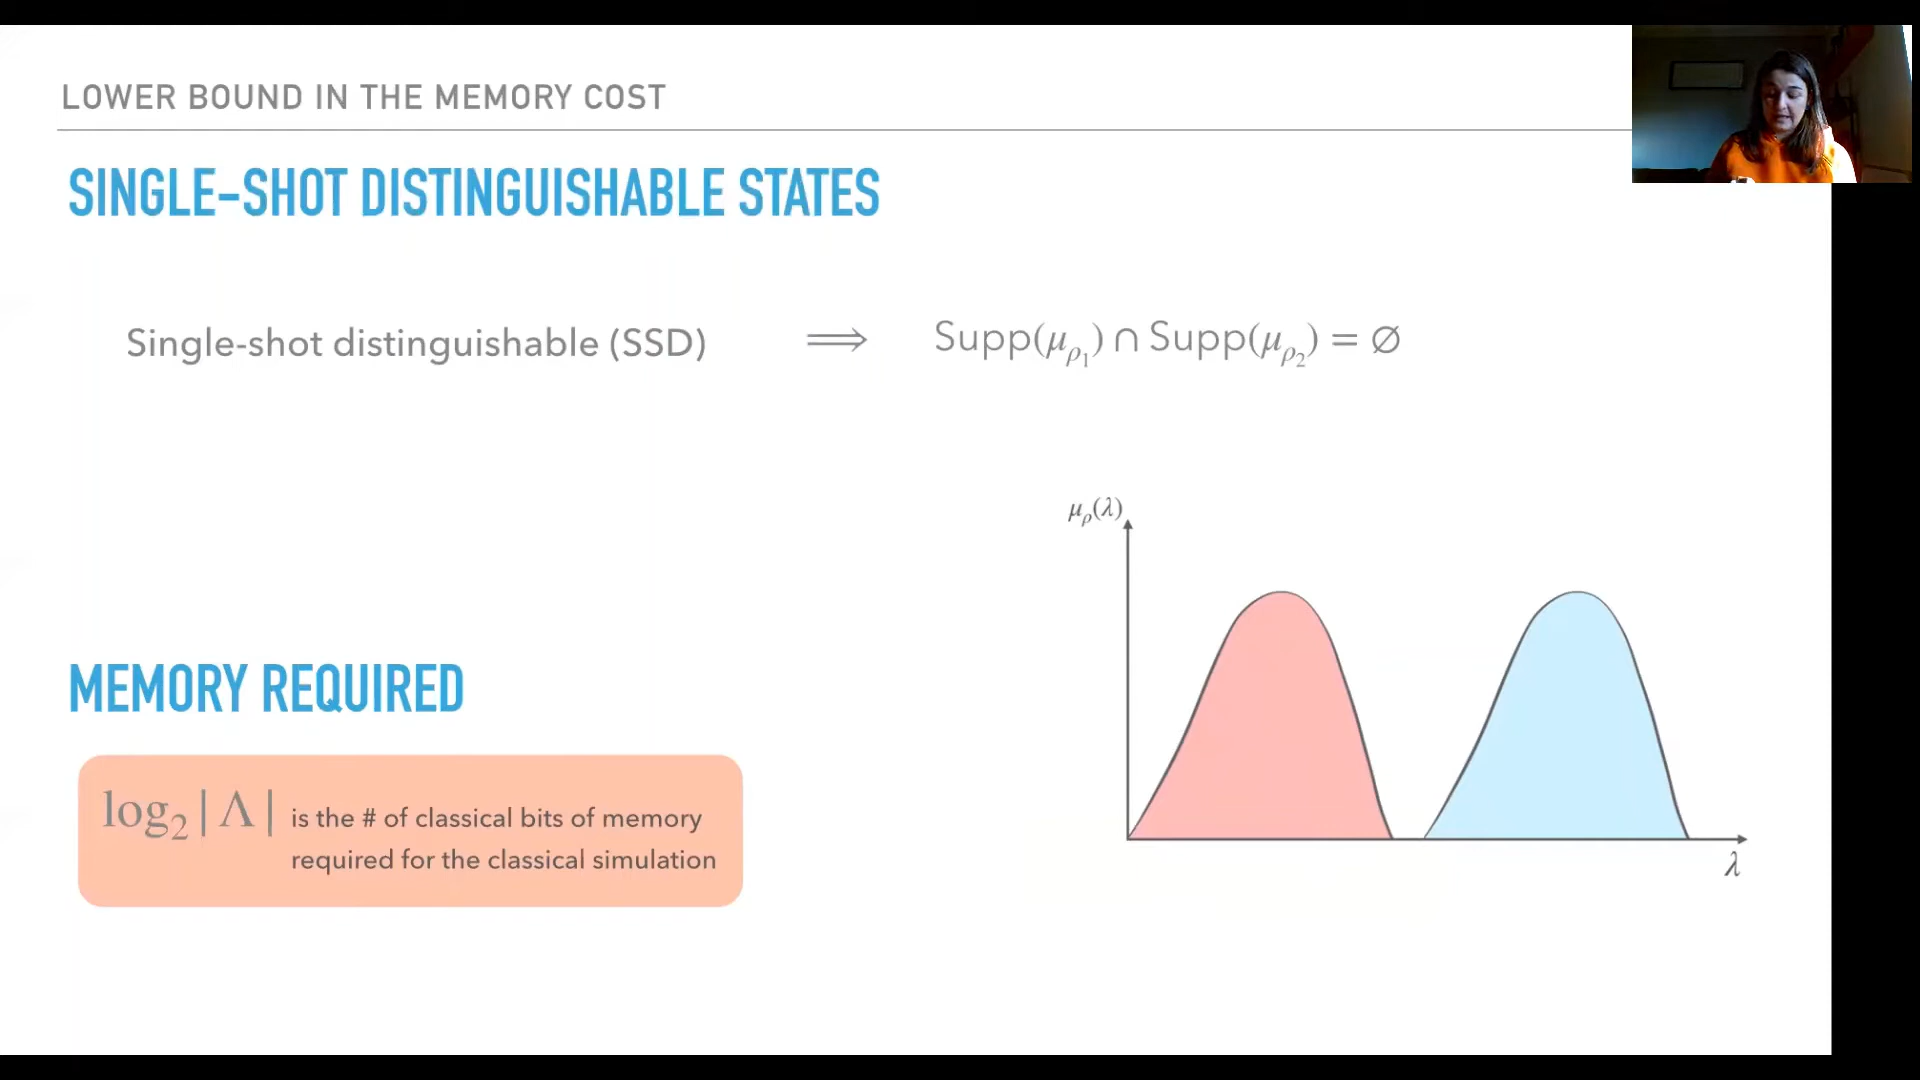 LOWER BOUND IN THE MEMORY COST
SINGLE-SHOT DISTINGUISHABLE STATES
Single-shot distinguishable (SSD) ⟹ Supp(μ_ρ₁) ∩ Supp(μ_ρ₂) = ∅
μ_ρ(λ)
MEMORY REQUIRED
log₂|Λ| is the # of classical bits of memory
required for the classical simulation
λ